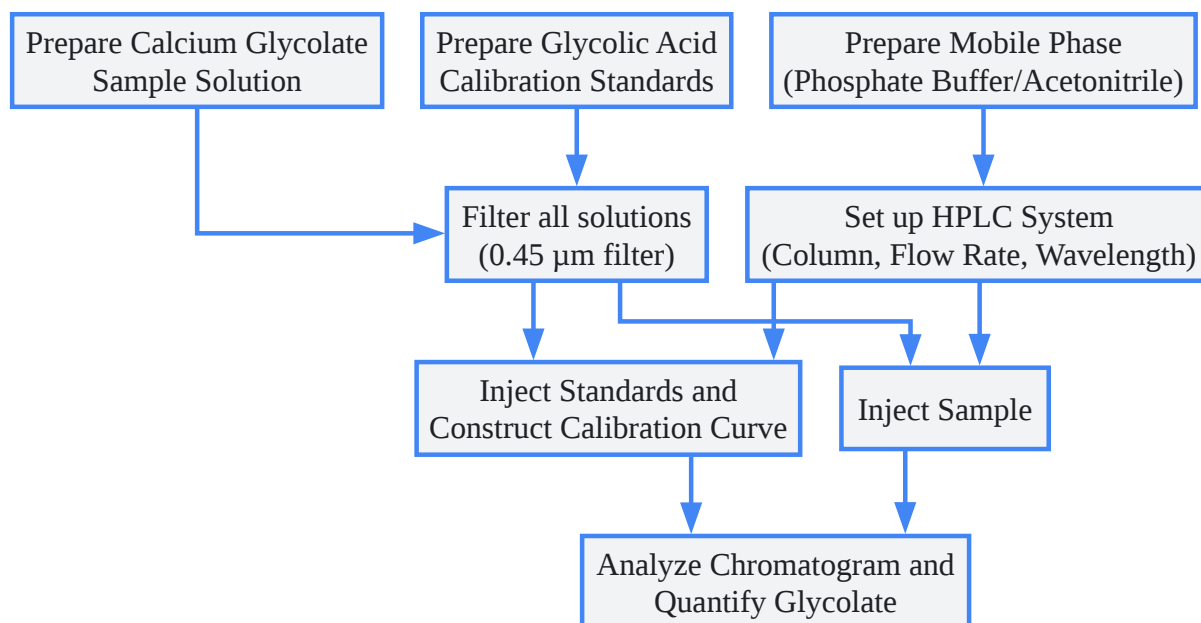 Prepare Calcium Glycolate
Sample Solution
Prepare Glycolic Acid
Calibration Standards
Prepare Mobile Phase
(Phosphate Buffer/Acetonitrile)
Filter all solutions
(0.45 µm filter)
Set up HPLC System
(Column, Flow Rate, Wavelength)
Inject Standards and
Construct Calibration Curve
Inject Sample
Analyze Chromatogram and
Quantify Glycolate